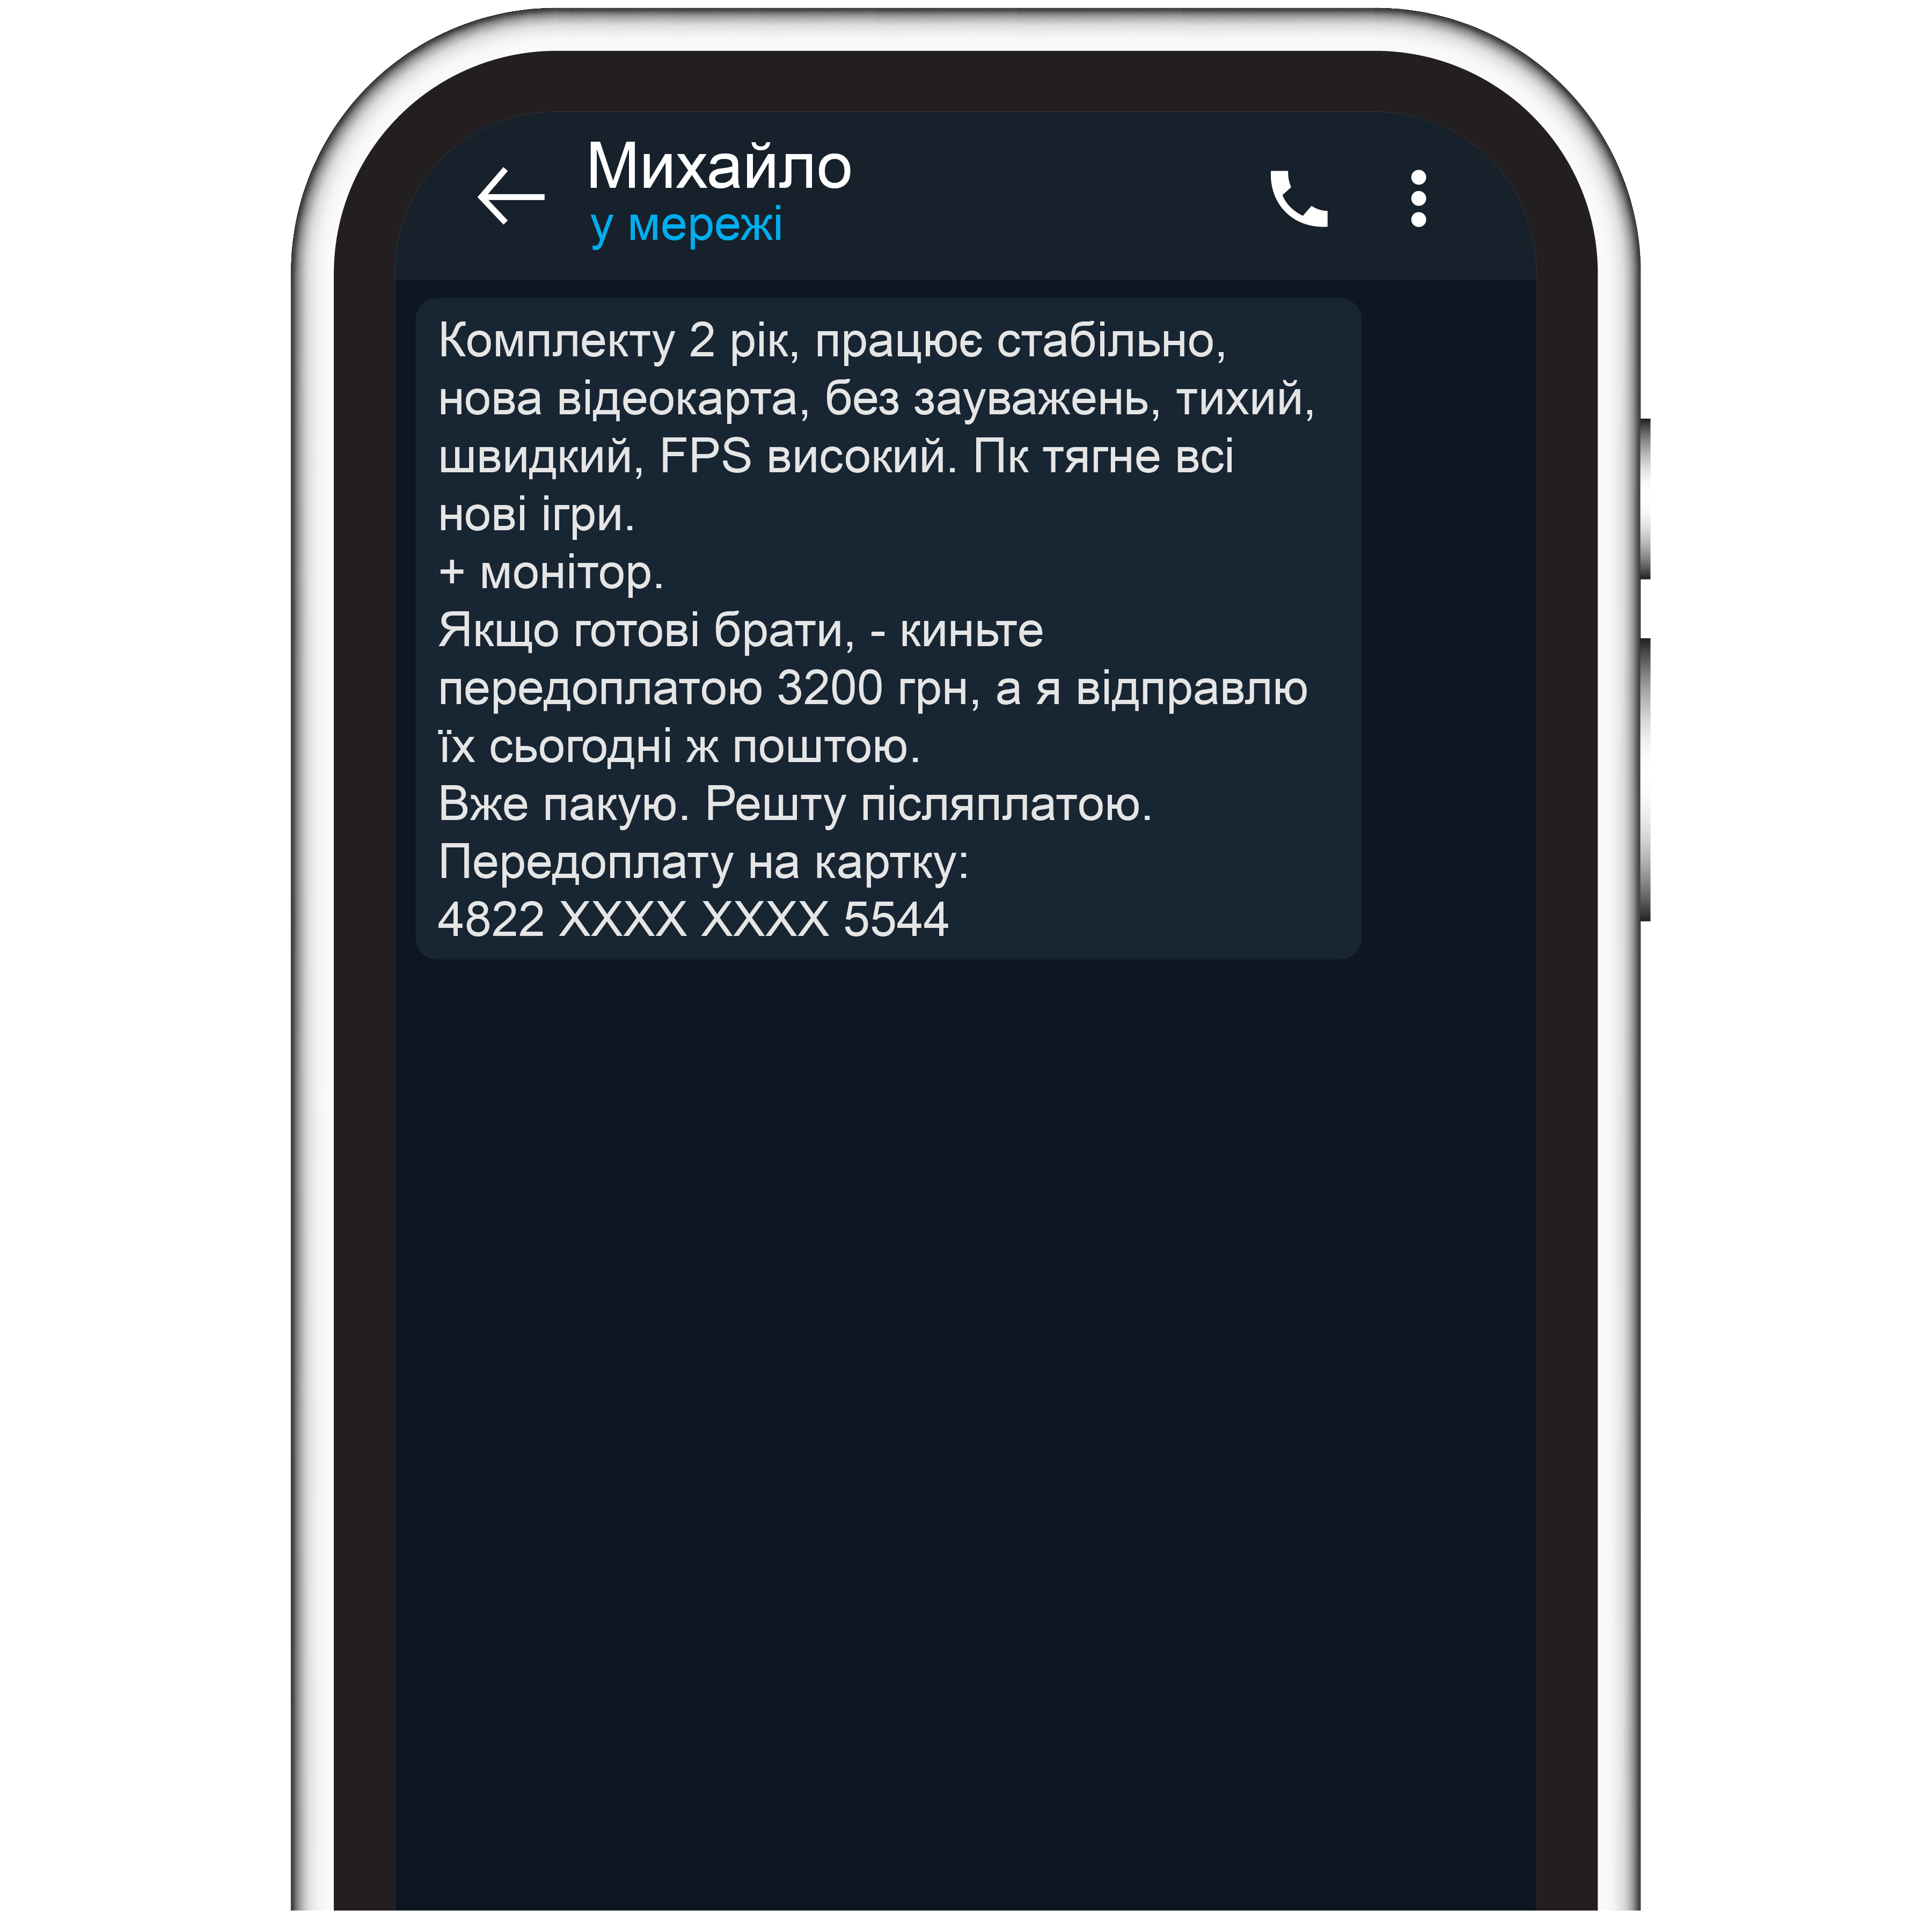 Михайло
у мережі
Комплекту 2 рік, працює стабільно,
нова відеокарта, без зауважень, тихий,
швидкий, FPS високий. Пк тягне всі
нові ігри.
+ монітор.
Якщо готові брати, - киньте
передоплатою 3200 грн, а я відправлю
їх сьогодні ж поштою.
Вже пакую. Решту післяплатою.
Передоплату на картку:
4822 XXXX XXXX 5544